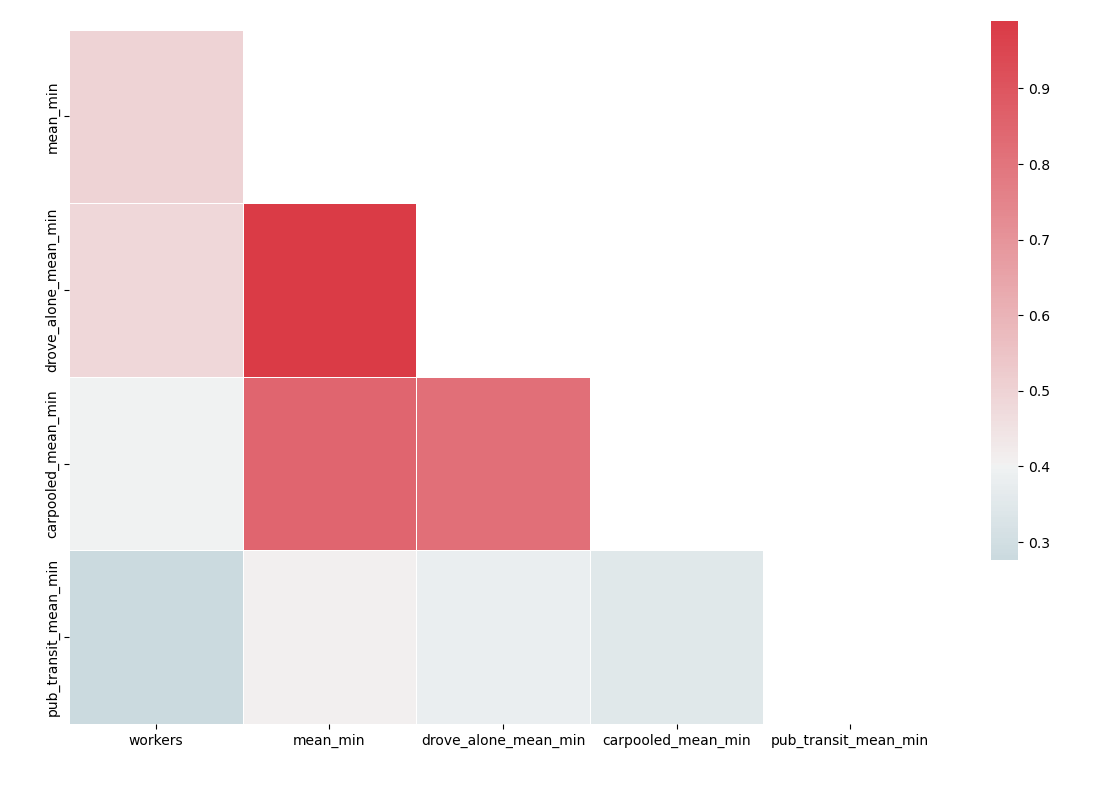 mean_min
drove_alone_mean_min
carpooled_mean_min
pub_transit_mean_min
workers
mean_min
drove_alone_mean_min
carpooled_mean_min
pub_transit_mean_min
0.9
0.8
0.7
0.6
0.5
0.4
0.3